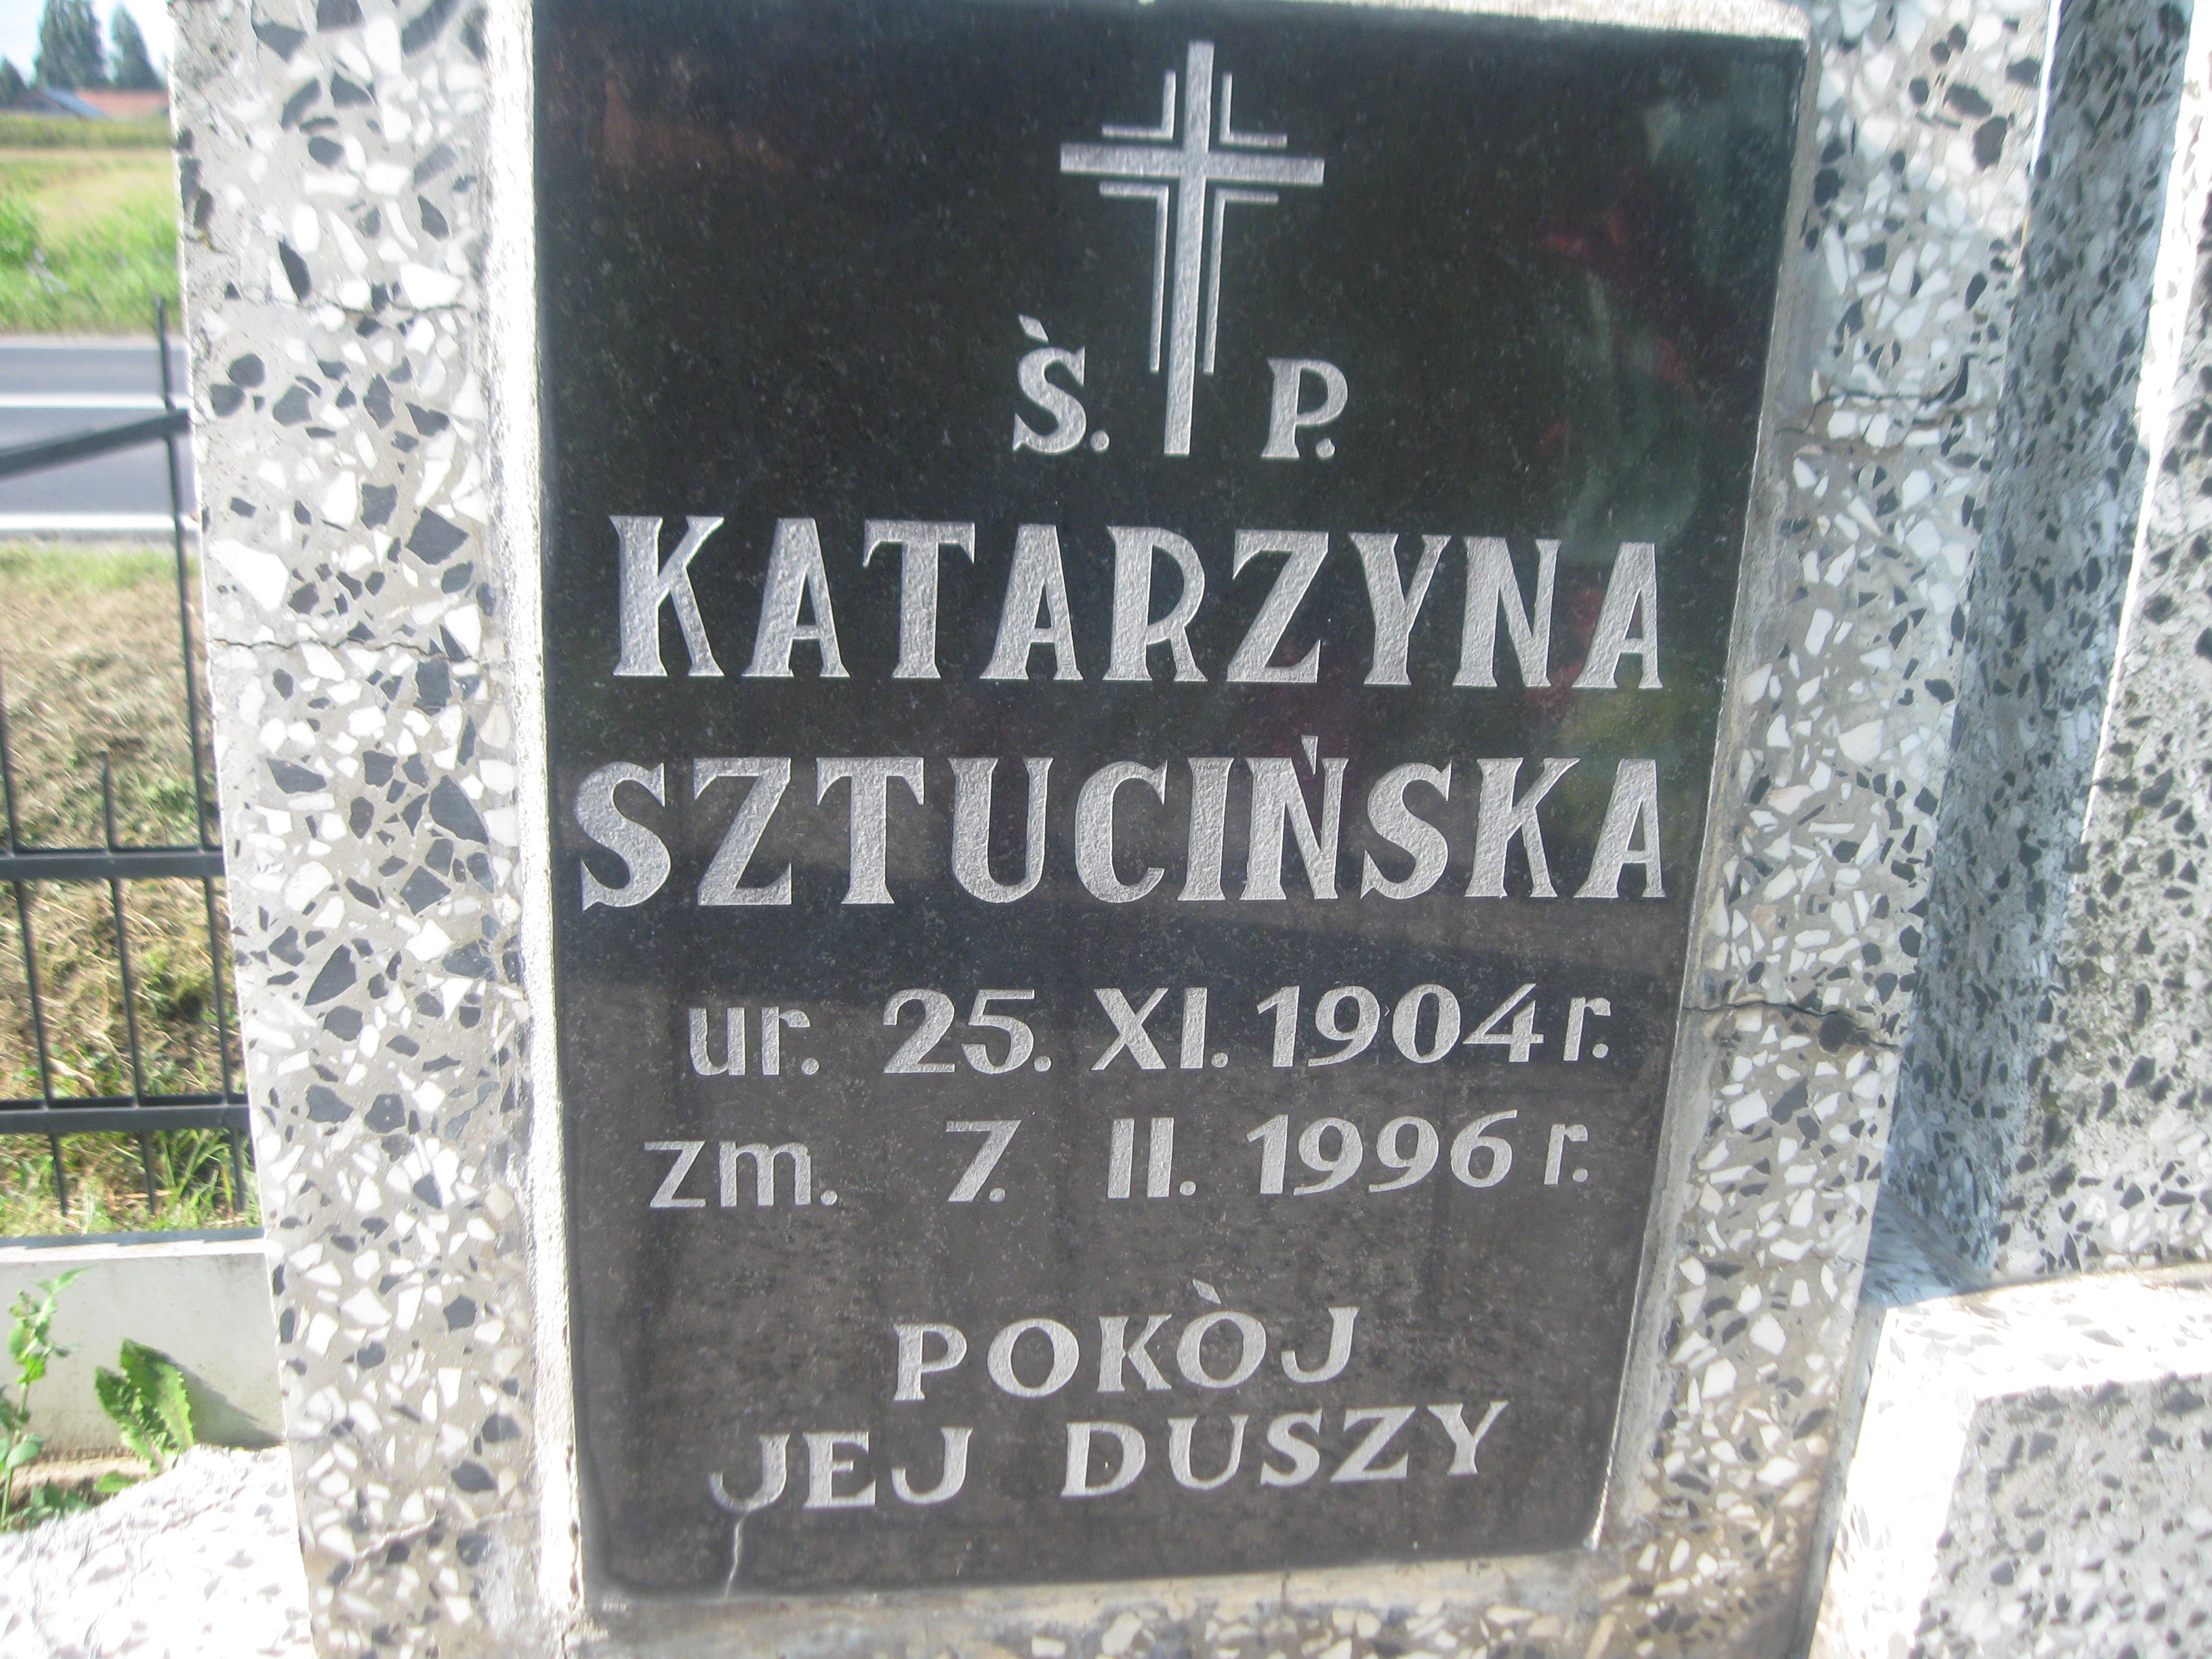 Ṡ. P.
KATARZYNA
SZTUCIŃSKA
ur. 25. XI. 1904 r.
zm. 7. II. 1996 r.
POKÒJ
JEJ DUSZY